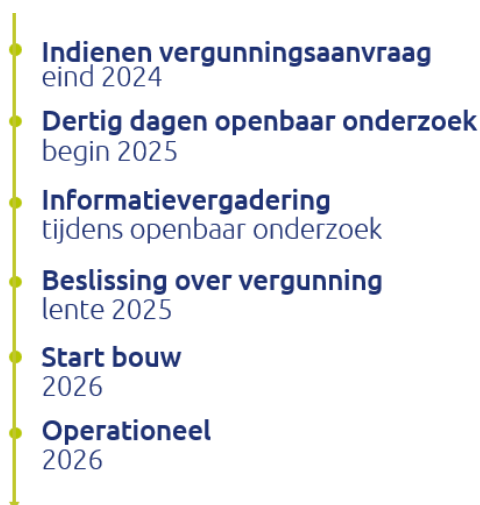 Indienen vergunningsaanvraag
eind 2024
Dertig dagen openbaar onderzoek
begin 2025
Informatievergadering
tijdens openbaar onderzoek
Beslissing over vergunning
lente 2025
Start bouw
2026
Operationeel
2026